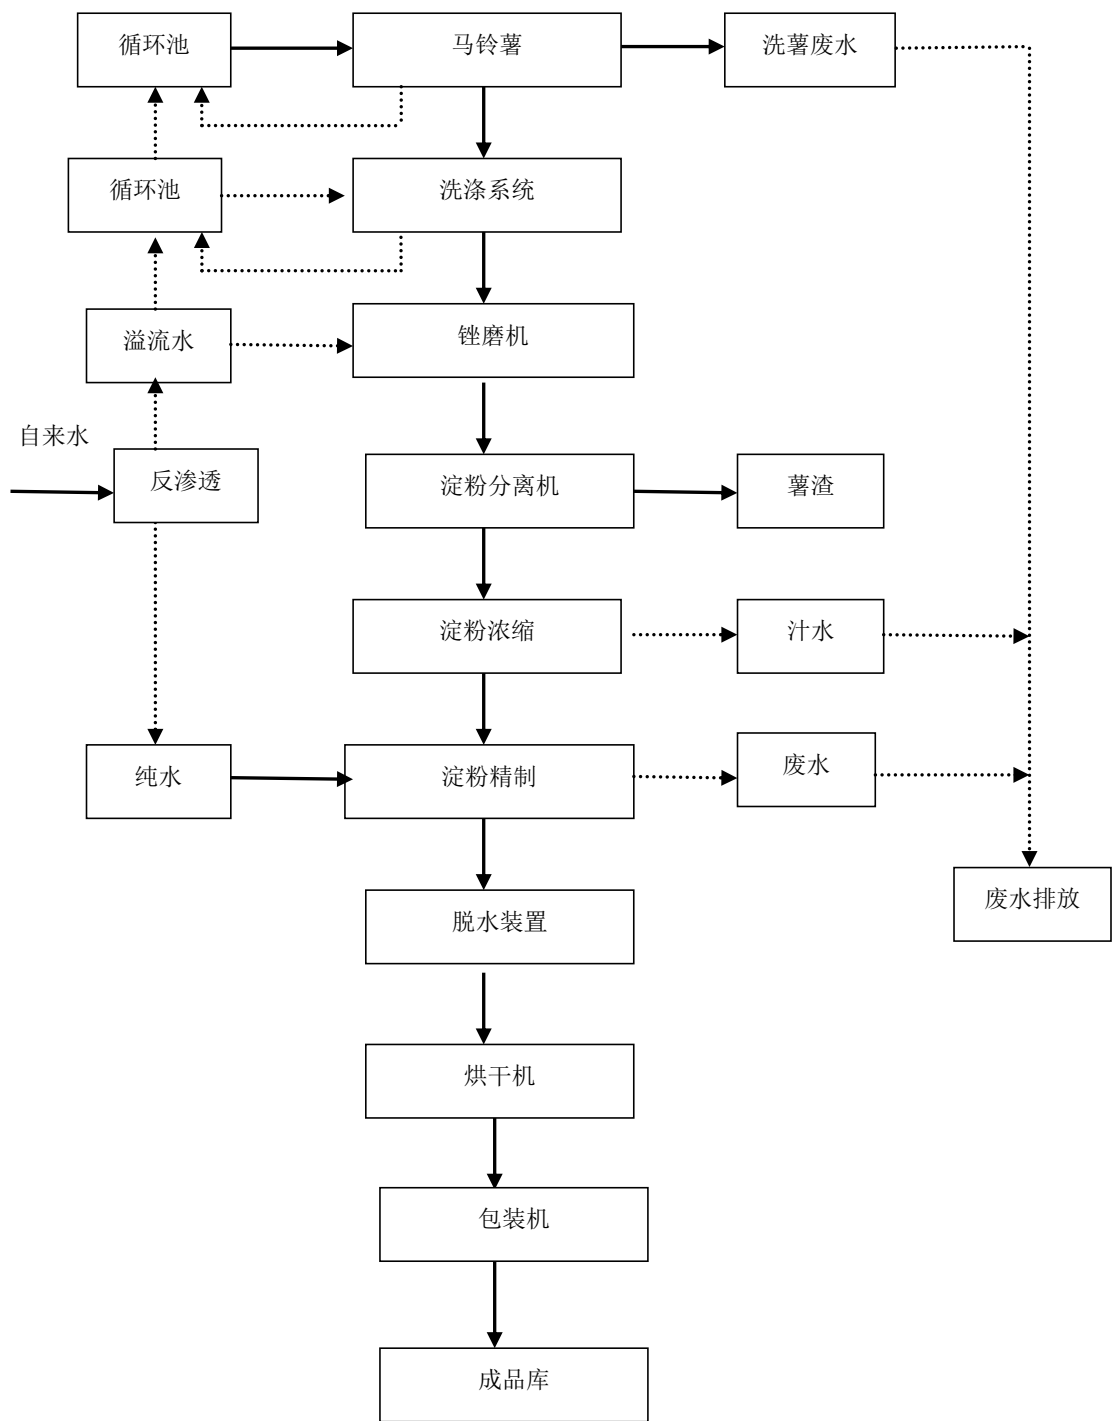 循环池
马铃薯
洗薯废水
循环池
洗涤系统
溢流水
锉磨机
自来水
反渗透
淀粉分离机
薯渣
淀粉浓缩
汁水
纯水
淀粉精制
废水
废水排放
脱水装置
烘干机
包装机
成品库